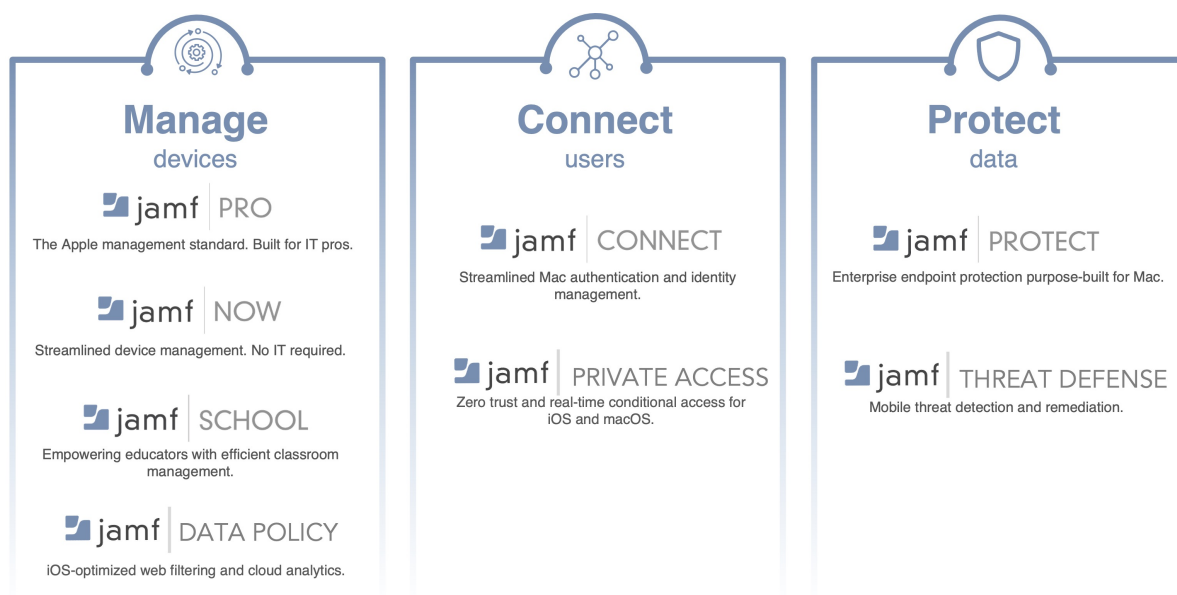 Manage
devices
jamf PRO
The Apple management standard. Built for IT pros.
jamf NOW
Streamlined device management. No IT required.
jamf SCHOOL
Empowering educators with efficient classroom
management.
jamf DATA POLICY
iOS-optimized web filtering and cloud analytics.
Connect
users
jamf CONNECT
Streamlined Mac authentication and identity
management.
jamf PRIVATE ACCESS
Zero trust and real-time conditional access for
iOS and macOS.
Protect
data
jamf PROTECT
Enterprise endpoint protection purpose-built for Mac.
jamf THREAT DEFENSE
Mobile threat detection and remediation.